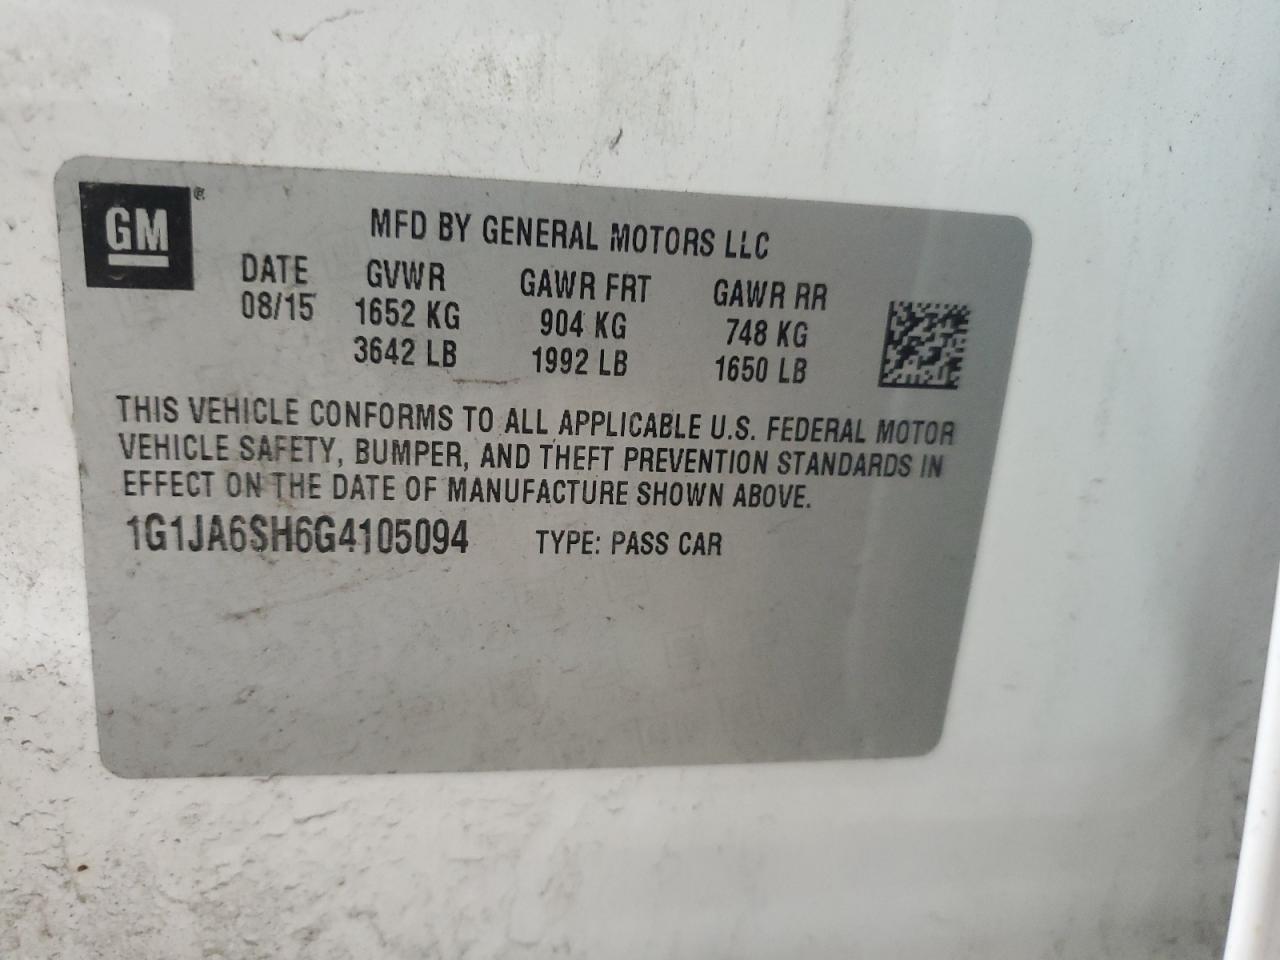 GM ®
MFD BY GENERAL MOTORS LLC
DATE GVWR GAWR FRT GAWR RR
08/15 1652 KG 904 KG 748 KG
3642 LB 1992 LB 1650 LB
THIS VEHICLE CONFORMS TO ALL APPLICABLE U.S. FEDERAL MOTOR
VEHICLE SAFETY, BUMPER, AND THEFT PREVENTION STANDARDS IN
EFFECT ON THE DATE OF MANUFACTURE SHOWN ABOVE.
1G1JA6SH6G4105094 TYPE: PASS CAR